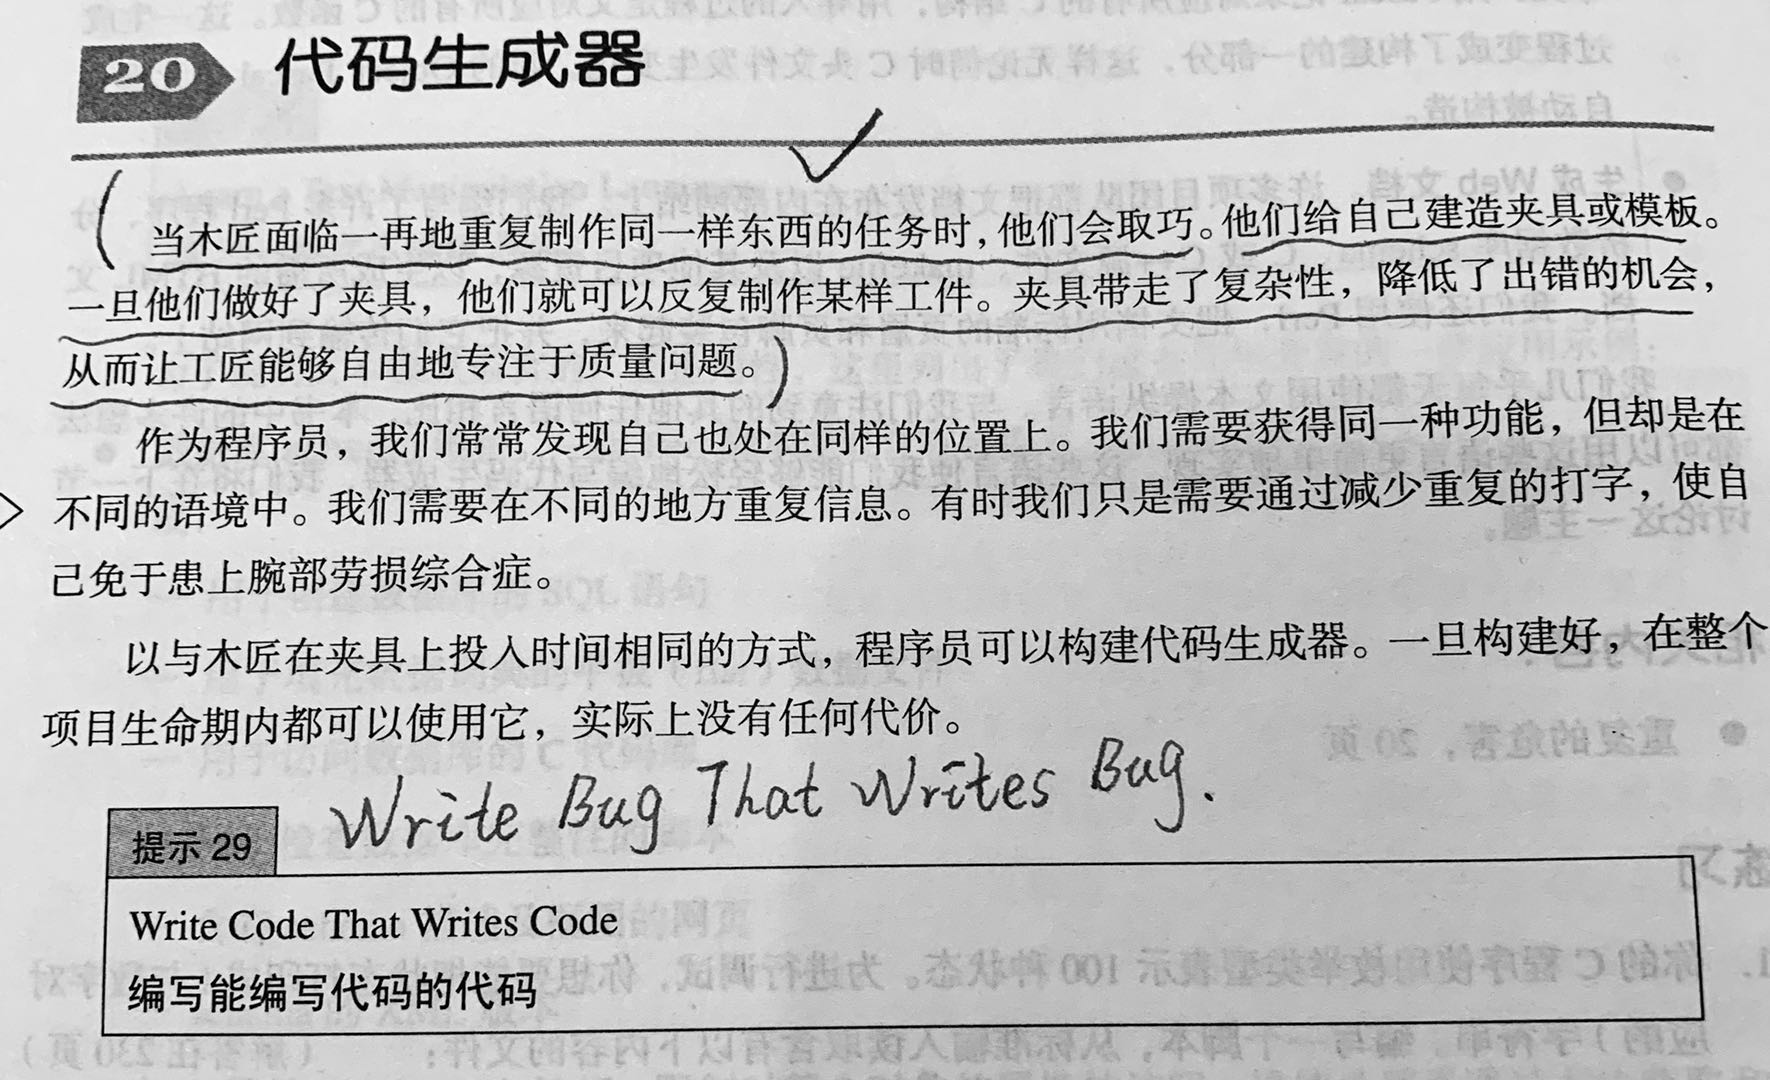 20 代码生成器
当木匠面临一再地重复制作同一样东西的任务时，他们会取巧。他们给自己建造夹具或模板。
一旦他们做好了夹具，他们就可以反复制作某样工件。夹具带走了复杂性，降低了出错的机会，
从而让工匠能够自由地专注于质量问题。
作为程序员，我们常常发现自己也处在同样的位置上。我们需要获得同一种功能，但却是在
不同的语境中。我们需要在不同的地方重复信息。有时我们只是需要通过减少重复的打字，使自
己免于患上腕部劳损综合症。
以与木匠在夹具上投入时间相同的方式，程序员可以构建代码生成器。一旦构建好，在整个
项目生命期内都可以使用它，实际上没有任何代价。
Write Bug That Writes Bug.
提示 29
Write Code That Writes Code
编写能编写代码的代码